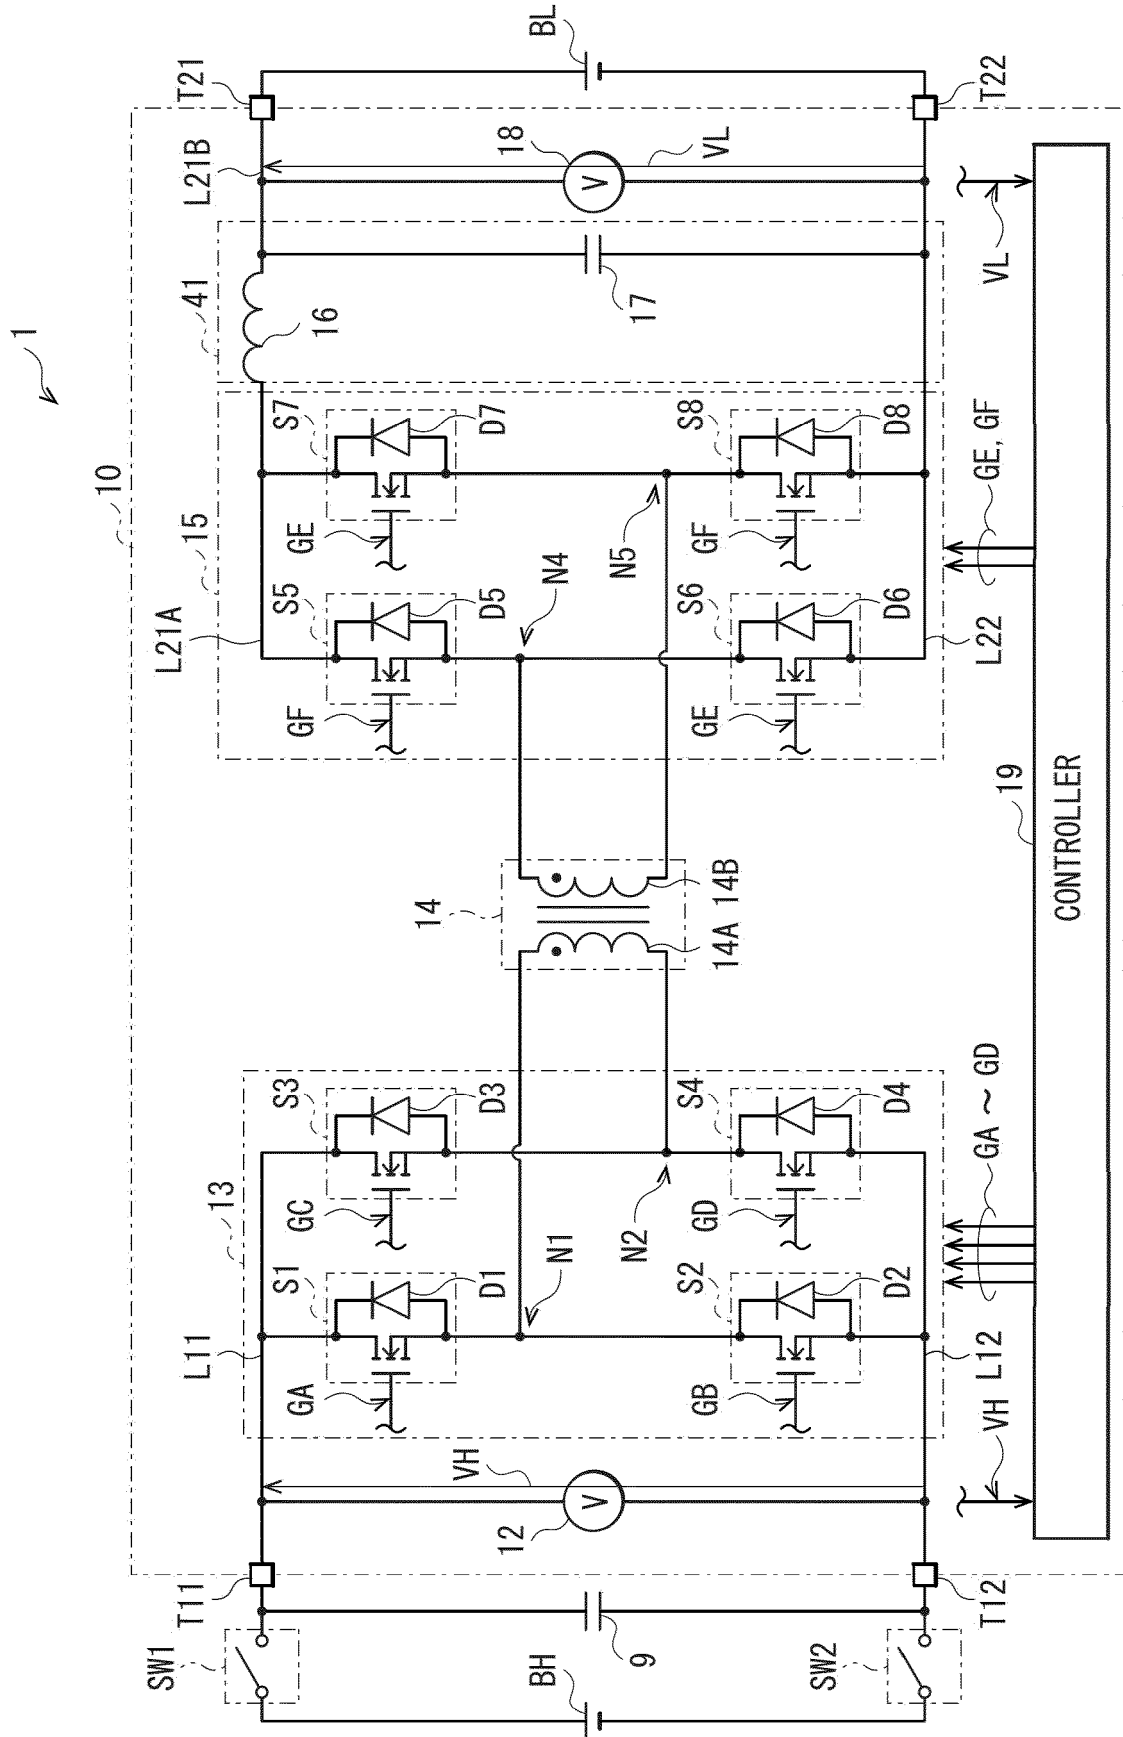 1
10
SW1
T11
L11
13
L21A
15
41
L21B
T21
S1
S3
S5
S7
GA
GC
GF
GE
16
D1
D3
D5
D7
VH
14
N1
N4
BH
BL
12
V
V
18
9
17
N2
N5
14A
14B
S2
S4
S6
S8
VL
GB
GD
GE
GF
SW2
D2
D4
D6
D8
T12
L12
L22
T22
VH
GA ~ GD
GE, GF
VL
19
CONTROLLER